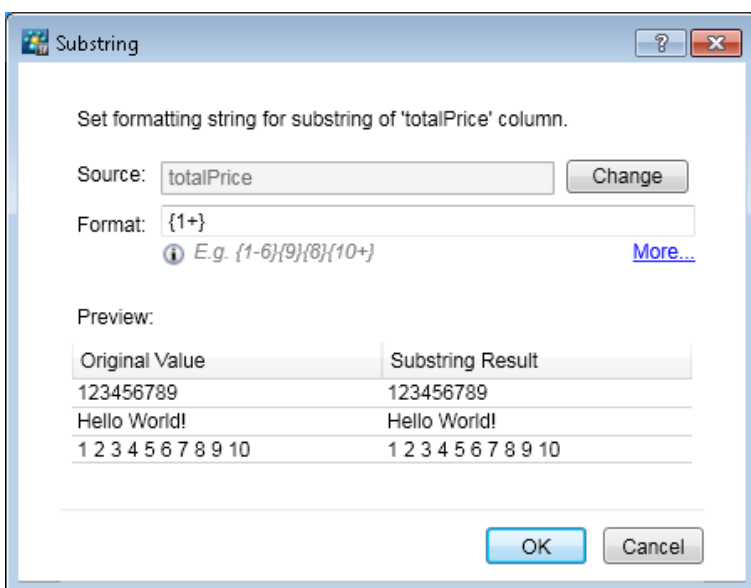 Substring
Set formatting string for substring of 'totalPrice' column.
Source: totalPrice Change
Format: {1+}
E.g. {1-6}{9}{8}{10+} More...
Preview:
Original Value Substring Result
123456789 123456789
Hello World! Hello World!
1 2 3 4 5 6 7 8 9 10 1 2 3 4 5 6 7 8 9 10
OK Cancel